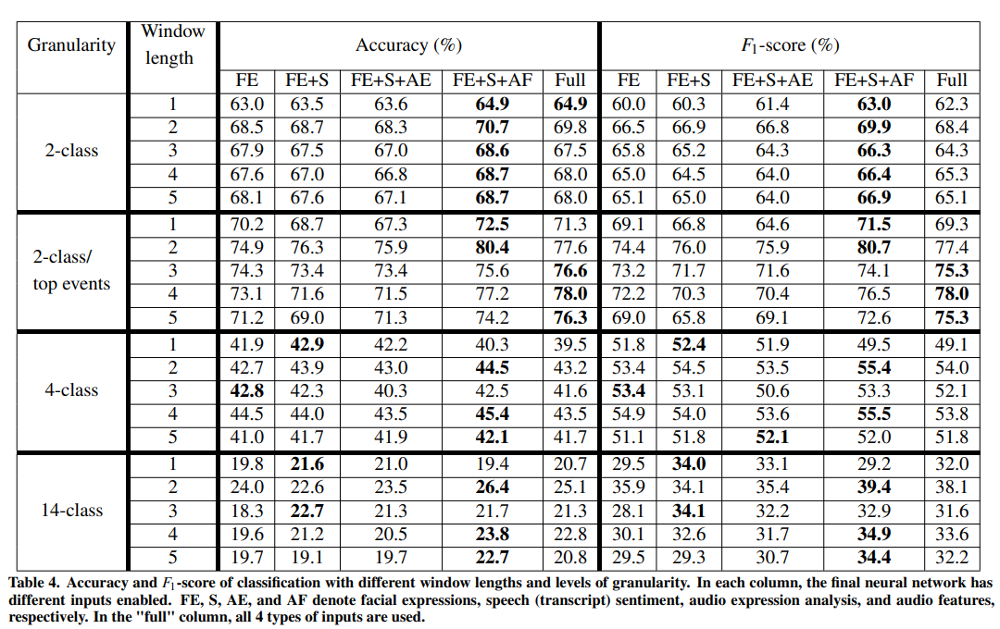 Granularity Window length Accuracy (%) F1-score (%)
FE FE+S FE+S+AE FE+S+AF Full FE FE+S FE+S+AE FE+S+AF Full
2-class
1 63.0 63.5 63.6 64.9 64.9 60.0 60.3 61.4 63.0 62.3
2 68.5 68.7 68.3 70.7 69.8 66.5 66.9 66.8 69.9 68.4
3 67.9 67.5 67.0 68.6 67.5 65.8 65.2 64.3 66.3 64.3
4 67.6 67.0 66.8 68.7 68.0 65.0 64.5 64.0 66.4 65.3
5 68.1 67.6 67.1 68.7 68.0 65.1 65.0 64.0 66.9 65.1
2-class/
top events
1 70.2 68.7 67.3 72.5 71.3 69.1 66.8 64.6 71.5 69.3
2 74.9 76.3 75.9 80.4 77.6 74.4 76.0 75.9 80.7 77.4
3 74.3 73.4 73.4 75.6 76.6 73.2 71.7 71.6 74.1 75.3
4 73.1 71.6 71.5 77.2 78.0 72.2 70.3 70.4 76.5 78.0
5 71.2 69.0 71.3 74.2 76.3 69.0 65.8 69.1 72.6 75.3
4-class
1 41.9 42.9 42.2 40.3 39.5 51.8 52.4 51.9 49.5 49.1
2 42.7 43.9 43.0 44.5 43.2 53.4 54.5 53.5 55.4 54.0
3 42.8 42.3 40.3 42.5 41.6 53.4 53.1 50.6 53.3 52.1
4 44.5 44.0 43.5 45.4 43.5 54.9 54.0 53.6 55.5 53.8
5 41.0 41.7 41.9 42.1 41.7 51.1 51.8 52.1 52.0 51.8
14-class
1 19.8 21.6 21.0 19.4 20.7 29.5 34.0 33.1 29.2 32.0
2 24.0 22.6 23.5 26.4 25.1 35.9 34.1 35.4 39.4 38.1
3 18.3 22.7 21.3 21.7 21.3 28.1 34.1 32.2 32.9 31.6
4 19.6 21.2 20.5 23.8 22.8 30.1 32.6 31.7 34.9 33.6
5 19.7 19.1 19.7 22.7 20.8 29.5 29.3 30.7 34.4 32.2
Table 4. Accuracy and F1-score of classification with different window lengths and levels of granularity. In each column, the final neural network has
different inputs enabled. FE, S, AE, and AF denote facial expressions, speech (transcript) sentiment, audio expression analysis, and audio features,
respectively. In the "full" column, all 4 types of inputs are used.